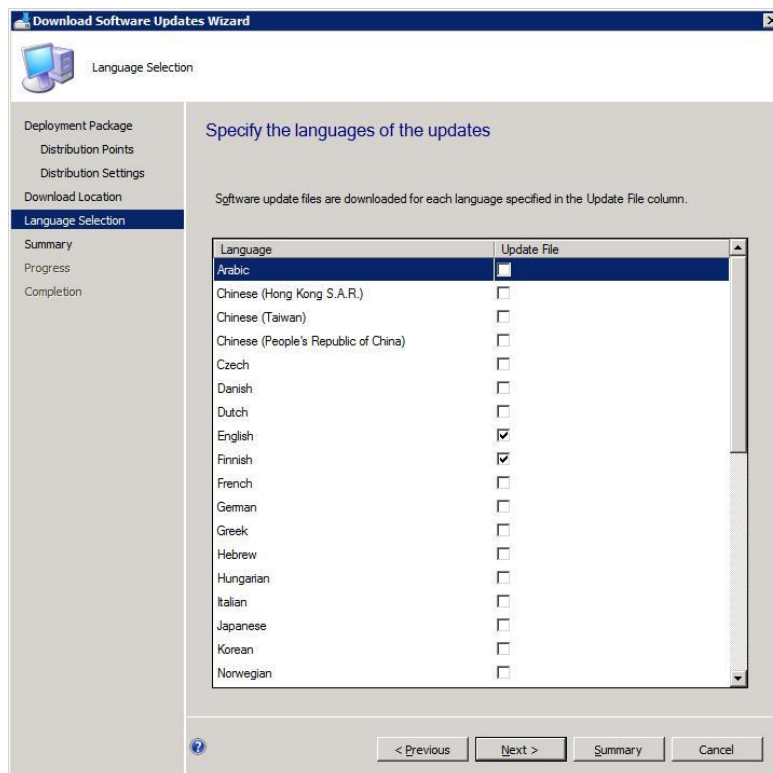 Download Software Updates Wizard
Language Selection
Deployment Package
Distribution Points
Distribution Settings
Download Location
Language Selection
Summary
Progress
Completion
Specify the languages of the updates
Software update files are downloaded for each language specified in the Update File column.
Language Update File
Arabic
Chinese (Hong Kong S.A.R.)
Chinese (Taiwan)
Chinese (People's Republic of China)
Czech
Danish
Dutch
English
Finnish
French
German
Greek
Hebrew
Hungarian
Italian
Japanese
Korean
Norwegian
< Previous Next > Summary Cancel